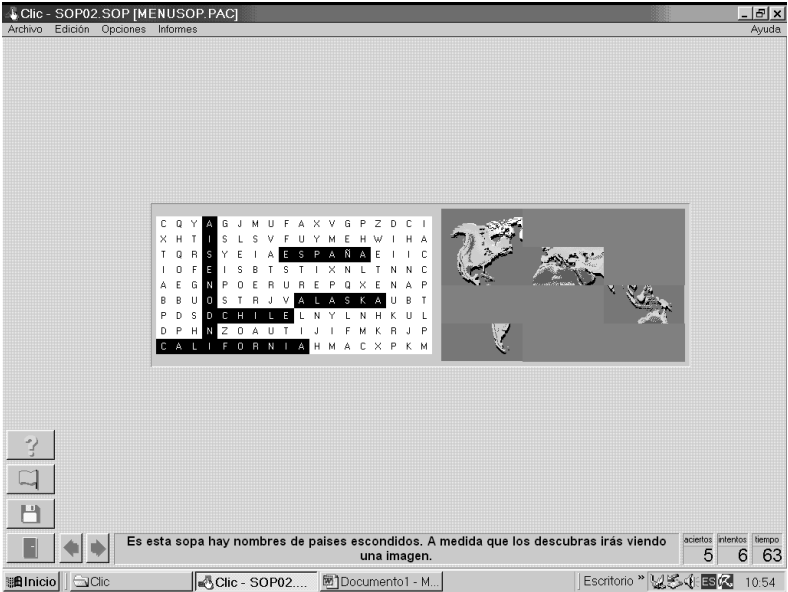 Clic - SOP02.SOP [MENUSOP.PAC]
Archivo Edición Opciones Informes Ayuda
C Q Y A G J M U F A X V G P Z D C I
X H T I S L S V F U Y M E H W I H A
T Q R S Y E I A E S P A Ñ A E I I C
I O F E I S B T S T I X N L T N N C
A E G N P O E R U R E P Q X E N A P
B B U O S T R J V A L A S K A U B T
P D S D C H I L E L N Y L N H K U L
D P H N Z O A U T I J I F M K R J P
C A L I F O R N I A H M A C X P K M
?
Es esta sopa hay nombres de paises escondidos. A medida que los descubras irás viendo
una imagen.
aciertos intentos tiempo
5 6 63
Inicio Clic Clic - SOP02.... Documento1 - M... Escritorio » ES 10:54